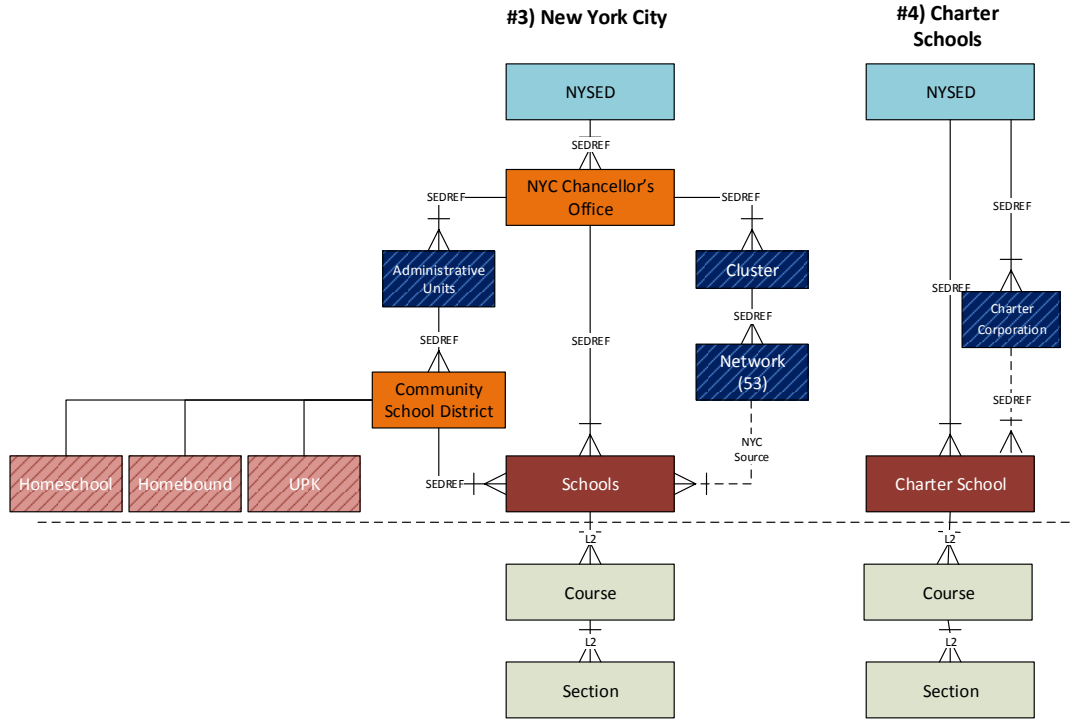 #3) New York City
#4) Charter
Schools
NYSED
NYSED
SEDREF
NYC Chancellor's
Office
SEDREF
SEDREF
SEDREF
Administrative
Units
Cluster
SEDREF
Charter
Corporation
SEDREF
SEDREF
SEDREF
Network
(53)
Community
School District
SEDREF
NYC
Source
Homeschool
Homebound
UPK
SEDREF
Schools
Charter School
L2
L2
Course
Course
L2
L2
Section
Section